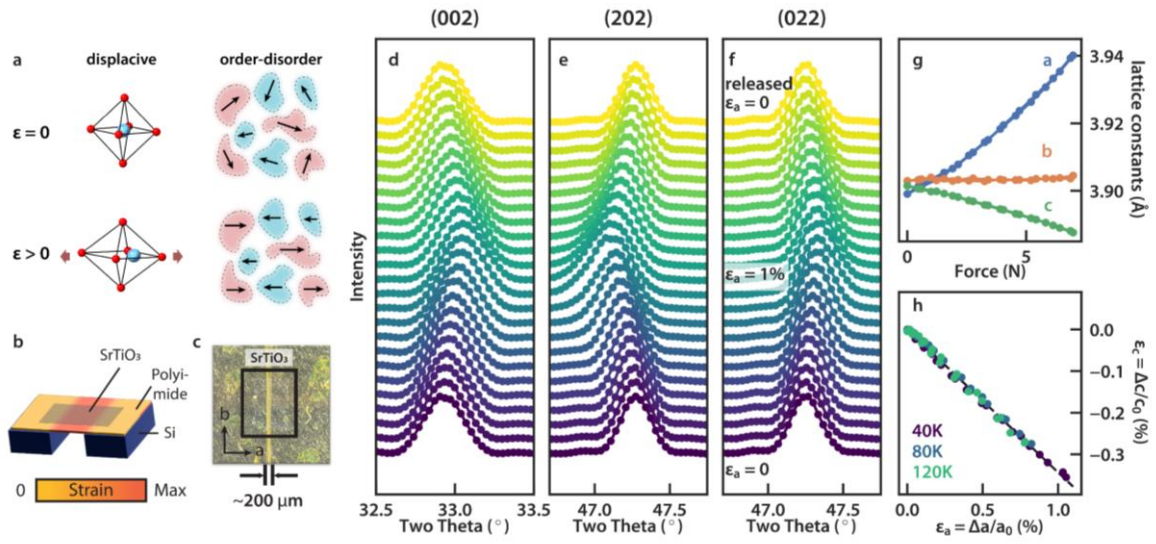 (002)
(202)
(022)
a
displacive
order-disorder
ε = 0
ε > 0
b
SrTiO₃
Polyi-
mide
Si
0
Strain
Max
c
SrTiO₃
b
a
~200 μm
d
e
f
released
εₐ = 0
εₐ = 1%
εₐ = 0
Intensity
32.5
33.0
33.5
Two Theta (°)
47.0
47.5
Two Theta (°)
47.0
47.5
Two Theta (°)
g
a
b
c
3.94
3.92
3.90
lattice constants (Å)
0
5
Force (N)
h
40K
80K
120K
0.0
−0.1
−0.2
−0.3
ε꜀ = Δc/c₀ (%)
0.0
0.5
1.0
εₐ = Δa/a₀ (%)